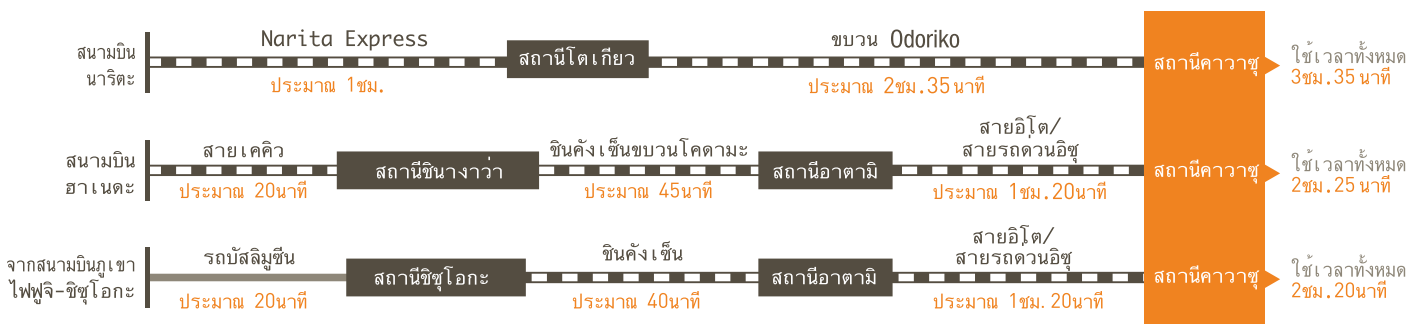 Narita Express
ขบวน Odoriko
สนามบิน
นาริตะ
สถานีโตเกียว
สถานีคาวาซุ
ใช้เวลาทั้งหมด
3ชม.35นาที
ประมาณ 1ชม.
ประมาณ 2ชม.35นาที
สายเคคิว
ชินคังเซ็นขบวนโคดามะ
สายอิโต/
สายรถด่วนอิซุ
สนามบิน
ฮาเนดะ
สถานีชินางาว่า
สถานีอาตามิ
สถานีคาวาซุ
ใช้เวลาทั้งหมด
2ชม.25นาที
ประมาณ 20นาที
ประมาณ 45นาที
ประมาณ 1ชม.20นาที
รถบัสลิมูซีน
ชินคังเซ็น
สายอิโต/
สายรถด่วนอิซุ
จากสนามบินภูเขา
ไฟฟูจิ-ชิซุโอกะ
สถานีชิซุโอกะ
สถานีอาตามิ
สถานีคาวาซุ
ใช้เวลาทั้งหมด
2ชม.20นาที
ประมาณ 20นาที
ประมาณ 40นาที
ประมาณ 1ชม.20นาที